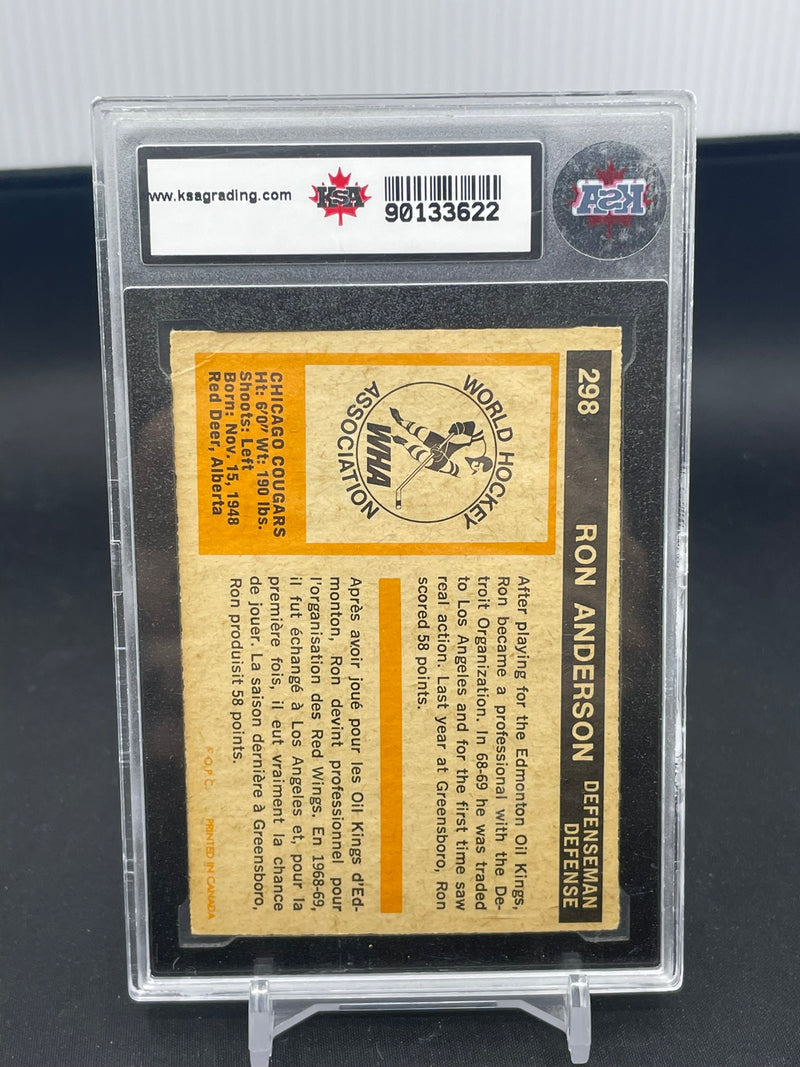 www.ksagrading.com
KSA
90133622
KSA
298 RON ANDERSON DEFENSEMAN
DEFENSE
WORLD HOCKEY
WHA
ASSOCIATION
CHICAGO COUGARS
Ht: 6'0" Wt: 190 lbs.
Shoots: Left
Born: Nov. 15, 1948
Red Deer, Alberta
After playing for the Edmonton Oil Kings,
Ron became a professional with the De-
troit Organization. In 68-69 he was traded
to Los Angeles and for the first time saw
real action. Last year at Greensboro, Ron
scored 58 points.
Après avoir joué pour les Oil Kings d'Ed-
monton, Ron devint professionnel pour
l'organisation des Red Wings. En 1968-69,
il fut échangé à Los Angeles et, pour la
première fois, il eut vraiment la chance
de jouer. La saison dernière à Greensboro,
Ron produisit 58 points.
© O.P.C. PRINTED IN CANADA